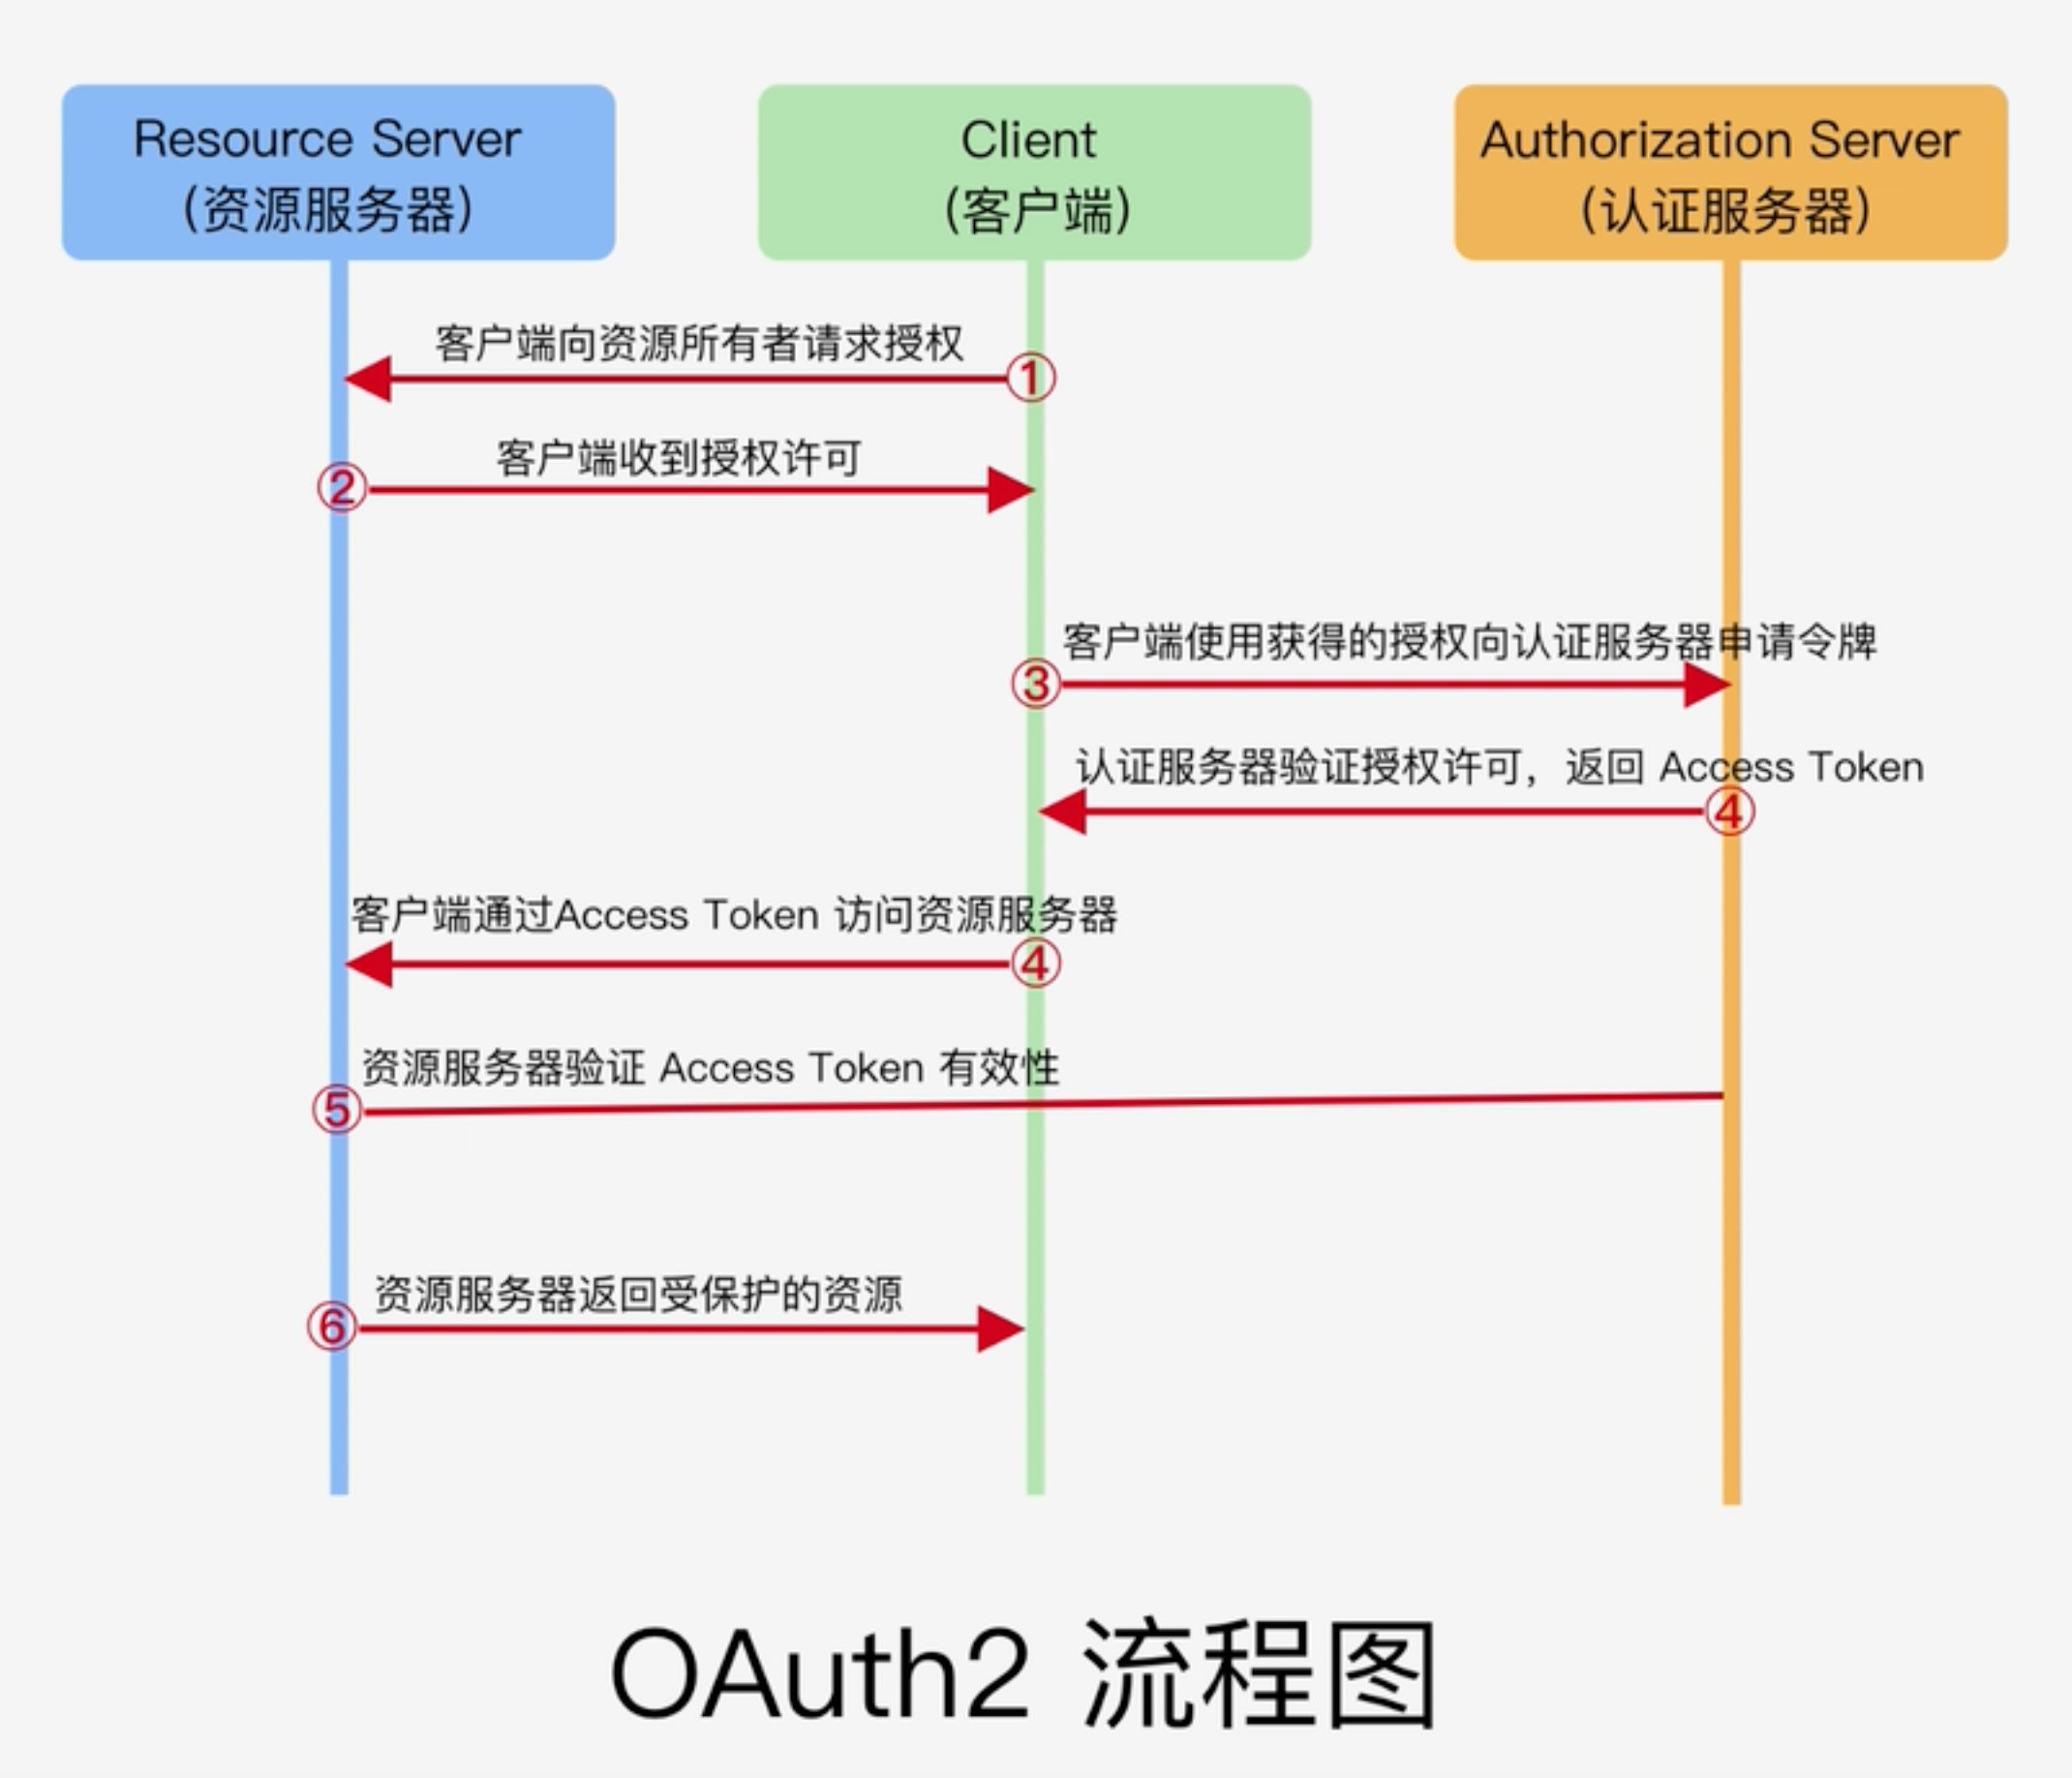 Resource Server
(资源服务器)
Client
(客户端)
Authorization Server
(认证服务器)
客户端向资源所有者请求授权
①
客户端收到授权许可
②
客户端使用获得的授权向认证服务器申请令牌
③
认证服务器验证授权许可，返回 Access Token
④
客户端通过Access Token 访问资源服务器
④
资源服务器验证 Access Token 有效性
⑤
资源服务器返回受保护的资源
⑥
OAuth2 流程图